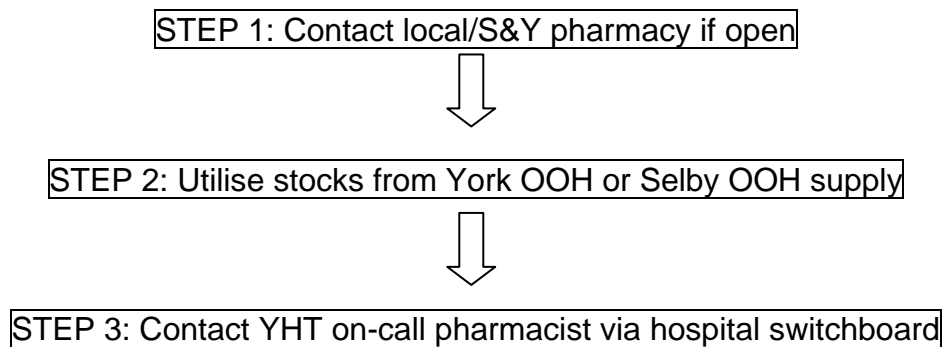 STEP 1: Contact local/S&Y pharmacy if open
STEP 2: Utilise stocks from York OOH or Selby OOH supply
STEP 3: Contact YHT on-call pharmacist via hospital switchboard